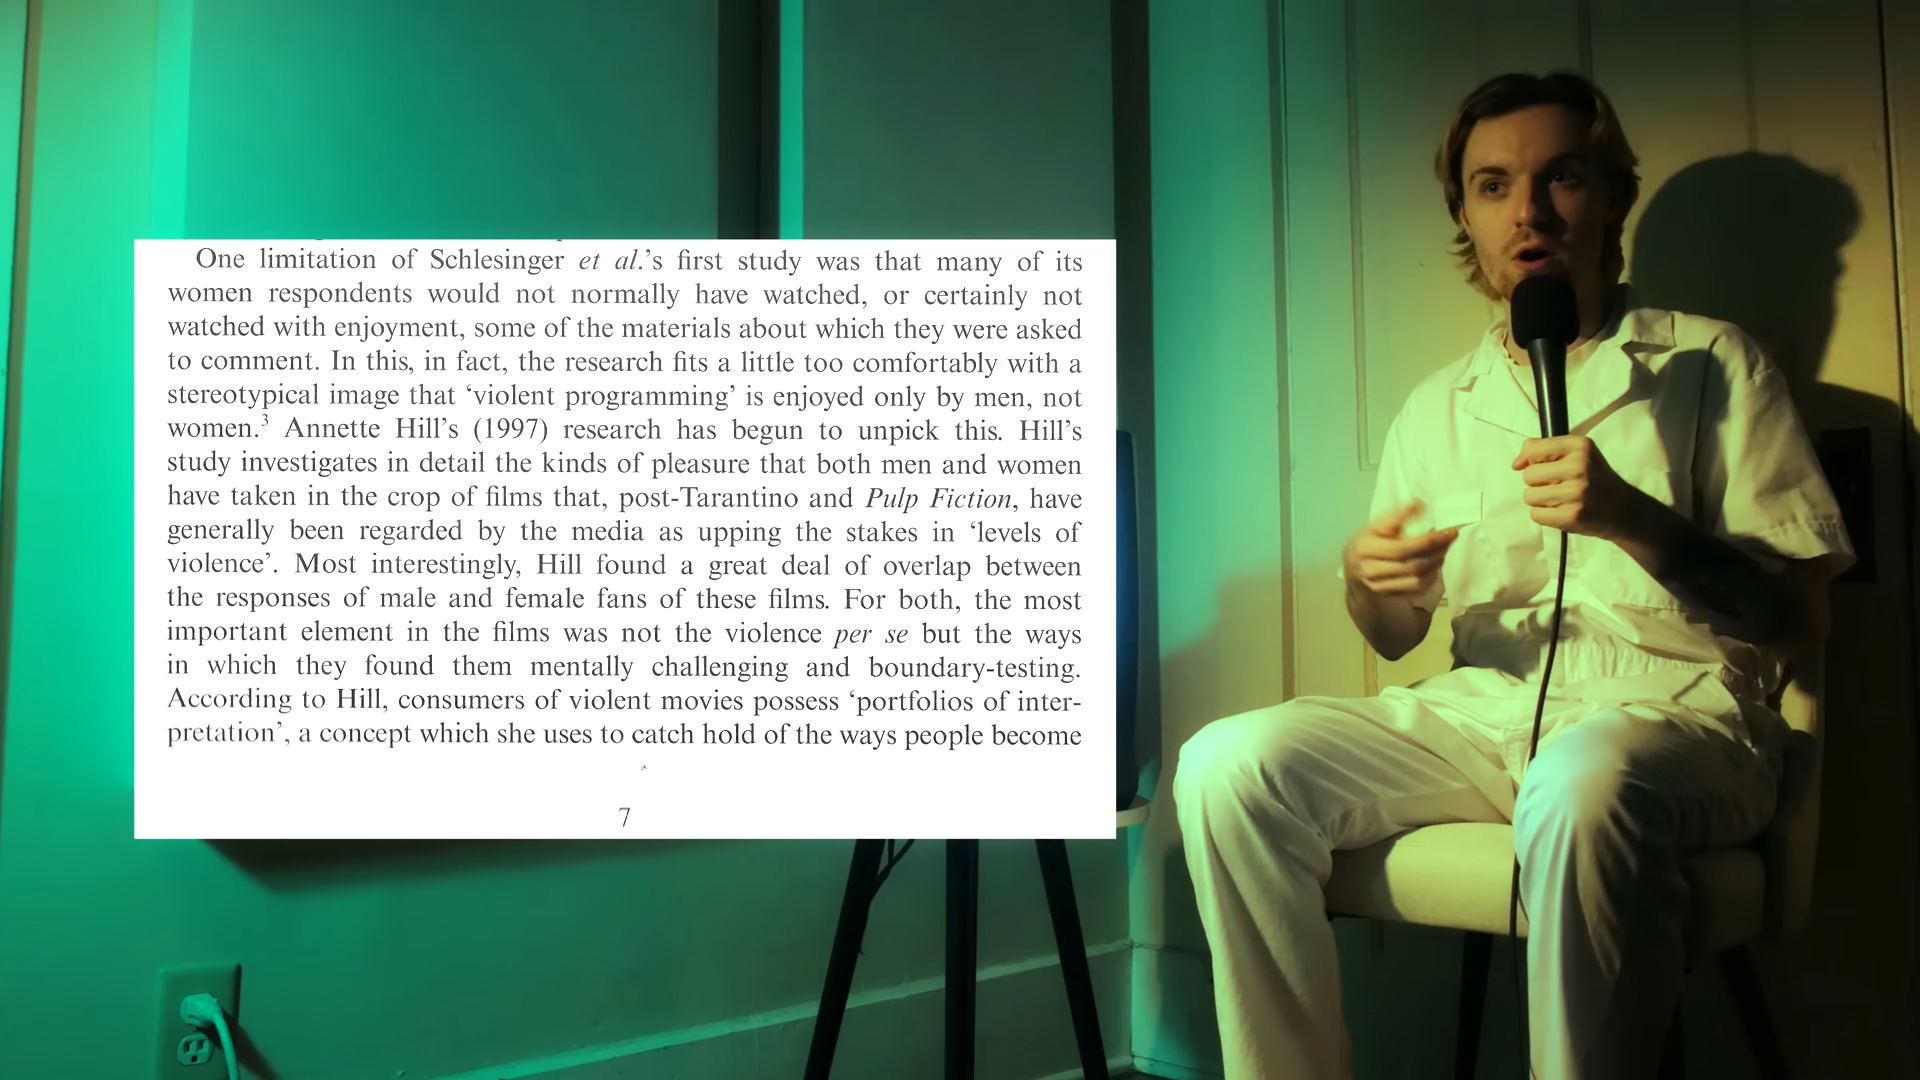 One limitation of Schlesinger et al.'s first study was that many of its
women respondents would not normally have watched, or certainly not
watched with enjoyment, some of the materials about which they were asked
to comment. In this, in fact, the research fits a little too comfortably with a
stereotypical image that ‘violent programming’ is enjoyed only by men, not
women.3 Annette Hill's (1997) research has begun to unpick this. Hill's
study investigates in detail the kinds of pleasure that both men and women
have taken in the crop of films that, post-Tarantino and Pulp Fiction, have
generally been regarded by the media as upping the stakes in ‘levels of
violence’. Most interestingly, Hill found a great deal of overlap between
the responses of male and female fans of these films. For both, the most
important element in the films was not the violence per se but the ways
in which they found them mentally challenging and boundary-testing.
According to Hill, consumers of violent movies possess ‘portfolios of inter-
pretation’, a concept which she uses to catch hold of the ways people become
7